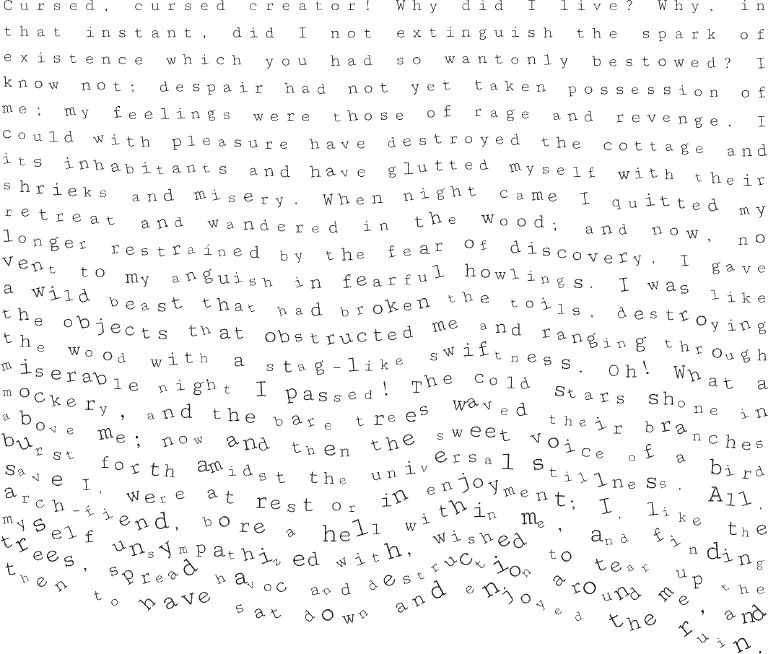 Cursed, cursed creator! Why did I live? Why, in
that instant, did I not extinguish the spark of
existence which you had so wantonly bestowed? I
know not; despair had not yet taken possession of
me; my feelings were those of rage and revenge. I
could with pleasure have destroyed the cottage and
its inhabitants and have glutted myself with their
shrieks and misery. When night came I quitted my
retreat and wandered in the wood; and now, no
longer restrained by the fear of discovery, I gave
vent to my anguish in fearful howlings. I was like
a wild beast that had broken the toils, destroying
the objects that obstructed me and ranging through
the wood with a stag-like swiftness. Oh! What a
miserable night I passed! The cold stars shone in
mockery, and the bare trees waved their branches
above me; now and then the sweet voice of a bird
burst forth amidst the universal stillness. All,
save I, were at rest or in enjoyment; I, like the
arch-fiend, bore a hell within me, and finding
myself unsympathized with, wished to tear up the
trees, spread havoc and destruction around me, and
then to have sat down and enjoyed the ruin.